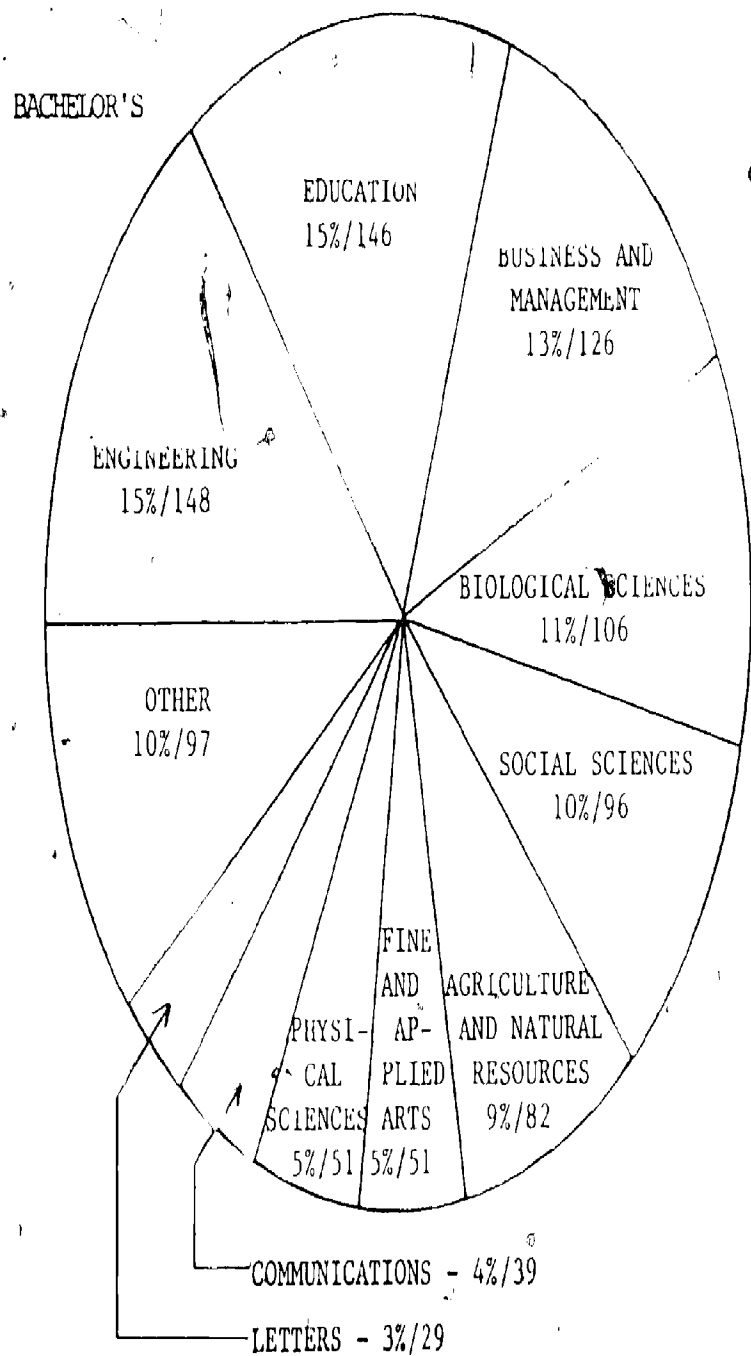 BACHELOR'S
EDUCATION
15%/146
BUSINESS AND
MANAGEMENT
13%/126
ENGINEERING
15%/148
BIOLOGICAL SCIENCES
11%/106
OTHER
10%/97
SOCIAL SCIENCES
10%/96
FINE
AND
AP-
PLIED
ARTS
5%/51
AGRICULTURE
AND NATURAL
RESOURCES
9%/82
PHYSI-
CAL
SCIENCES
5%/51
COMMUNICATIONS - 4%/39
LETTERS - 3%/29